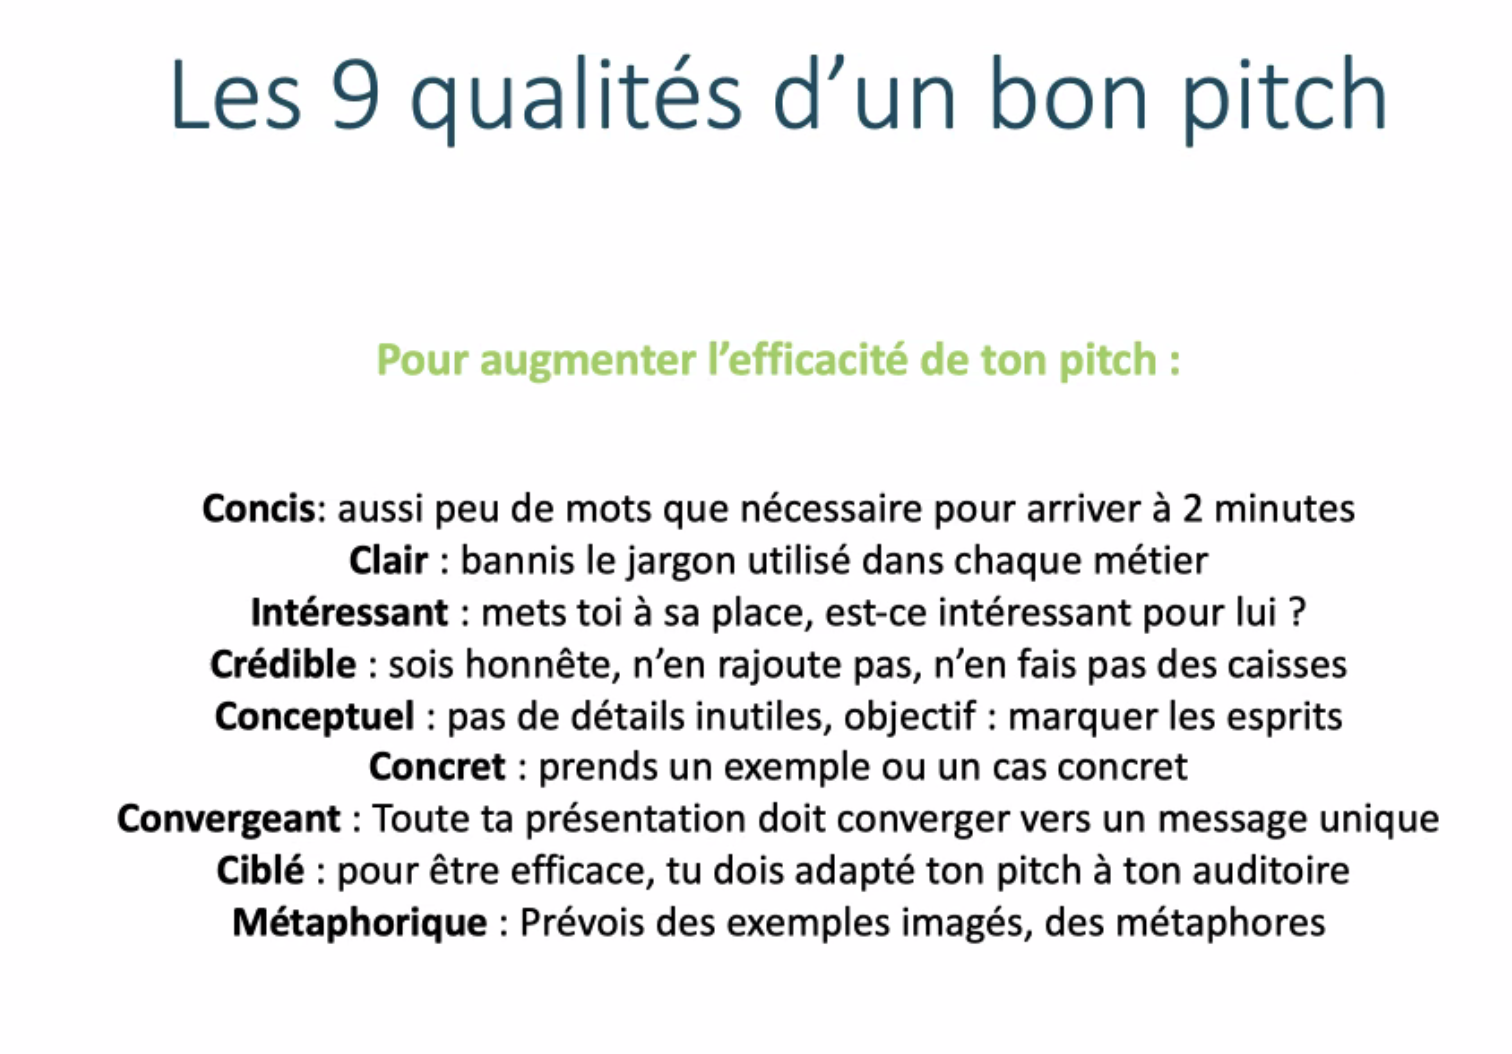 Les 9 qualités d’un bon pitch
Pour augmenter l’efficacité de ton pitch :
Concis: aussi peu de mots que nécessaire pour arriver à 2 minutes
Clair : bannis le jargon utilisé dans chaque métier
Intéressant : mets toi à sa place, est-ce intéressant pour lui ?
Crédible : sois honnête, n’en rajoute pas, n’en fais pas des caisses
Conceptuel : pas de détails inutiles, objectif : marquer les esprits
Concret : prends un exemple ou un cas concret
Convergeant : Toute ta présentation doit converger vers un message unique
Ciblé : pour être efficace, tu dois adapté ton pitch à ton auditoire
Métaphorique : Prévois des exemples imagés, des métaphores